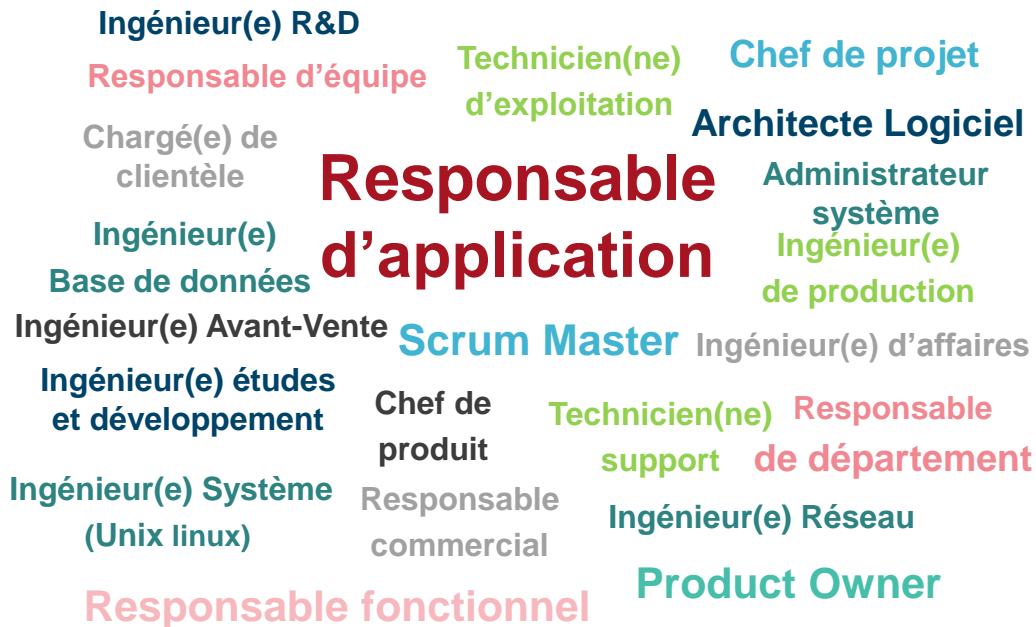 Ingénieur(e) R&D
Technicien(ne)
d’exploitation
Chef de projet
Responsable d’équipe
Architecte Logiciel
Chargé(e) de
clientèle
Responsable
d’application
Administrateur
système
Ingénieur(e)
Base de données
Ingénieur(e)
de production
Ingénieur(e) Avant-Vente
Scrum Master
Ingénieur(e) d’affaires
Ingénieur(e) études
et développement
Chef de
produit
Technicien(ne)
support
Responsable
de département
Ingénieur(e) Système
(Unix linux)
Responsable
commercial
Ingénieur(e) Réseau
Product Owner
Responsable fonctionnel